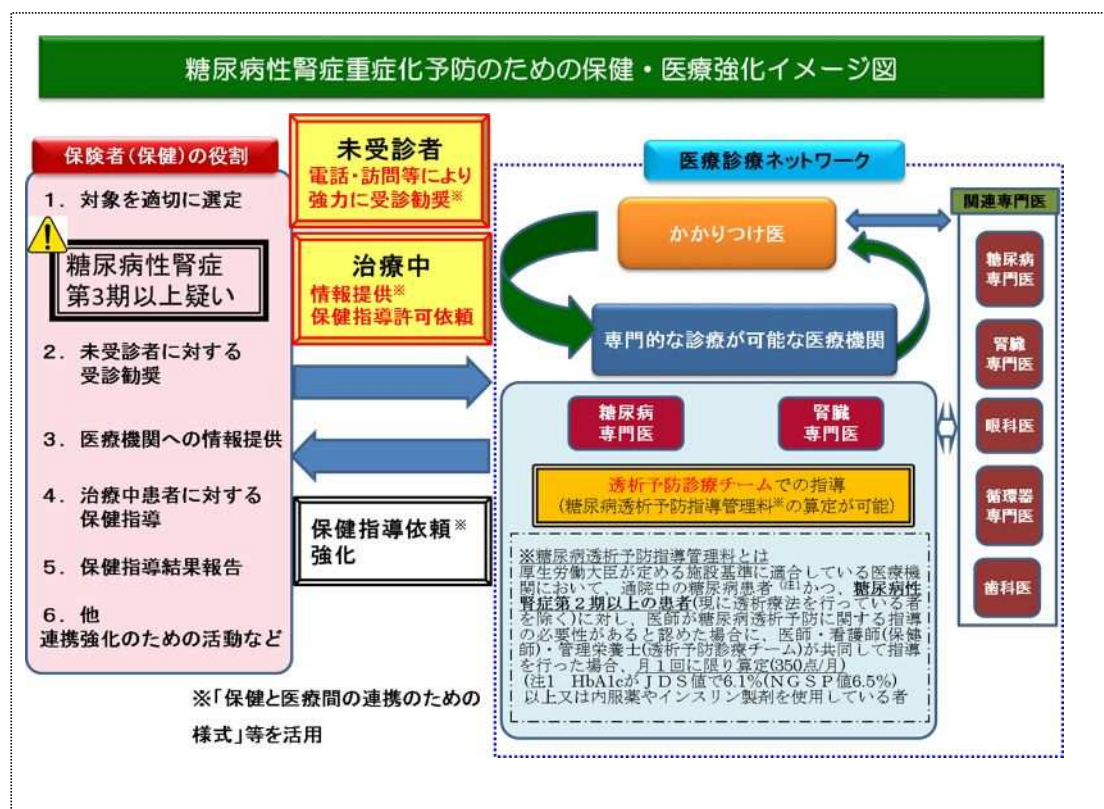 糖尿病性腎症重症化予防のための保健・医療強化イメージ図
保険者(保健)の役割
1. 対象を適切に選定
糖尿病性腎症
第3期以上疑い
2. 未受診者に対する
受診勧奨
3. 医療機関への情報提供
4. 治療中患者に対する
保健指導
5. 保健指導結果報告
6. 他
連携強化のための活動など
未受診者
電話・訪問等により
強力に受診勧奨※
治療中
情報提供※
保健指導許可依頼
保健指導依頼※
強化
※「保健と医療間の連携のための
様式」等を活用
医療診療ネットワーク
かかりつけ医
専門的な診療が可能な医療機関
糖尿病
専門医
腎臓
専門医
透析予防診療チームでの指導
(糖尿病透析予防指導管理料※の算定が可能)
※糖尿病透析予防指導管理料とは
厚生労働大臣が定める施設基準に適合している医療機
関において、通院中の糖尿病患者(注1)かつ、糖尿病性
腎症第2期以上の患者(現に透析療法を行っている者
を除く)に対し、医師が糖尿病透析予防に関する指導
の必要性があると認めた場合に、医師・看護師(保健
師)・管理栄養士(透析予防診療チーム)が共同して指導
を行った場合、月1回に限り算定(350点/月)
(注1 HbA1cがJDS値で6.1%(NGSP値6.5%)
以上又は内服薬やインスリン製剤を使用している者
関連専門医
糖尿病
専門医
腎臓
専門医
眼科医
循環器
専門医
歯科医